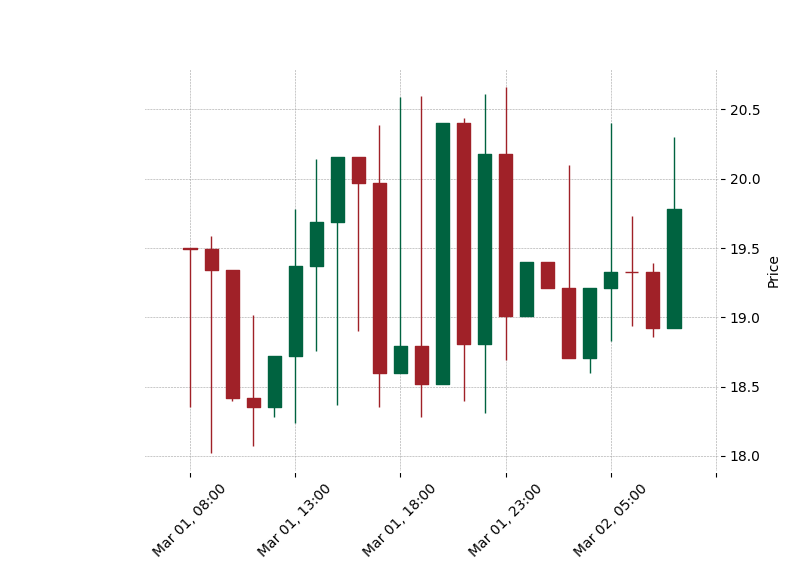 20.5
20.0
19.5
19.0
18.5
18.0
Price
Mar 01, 08:00
Mar 01, 13:00
Mar 01, 18:00
Mar 01, 23:00
Mar 02, 05:00